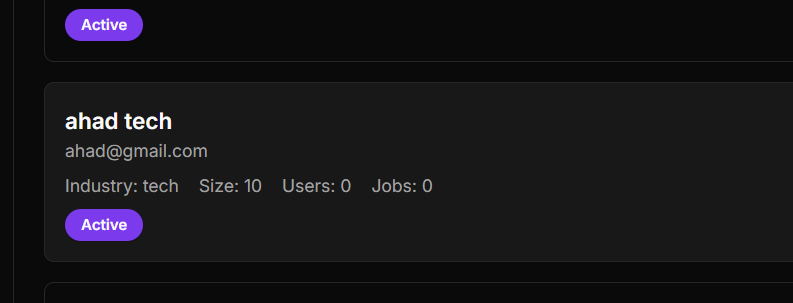 Active
ahad tech
ahad@gmail.com
Industry: tech Size: 10 Users: 0 Jobs: 0
Active